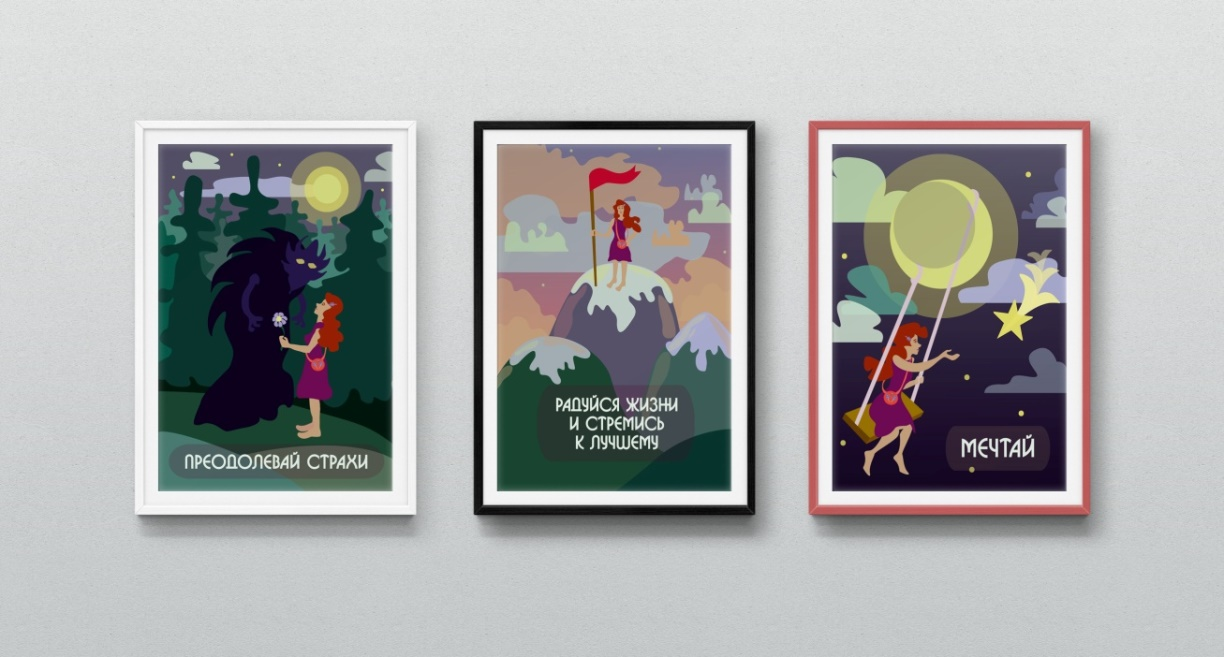 ПРЕОДОЛЕВАЙ СТРАХИ
РАДУЙСЯ ЖИЗНИ
И СТРЕМИСЬ
К ЛУЧШЕМУ
МЕЧТАЙ